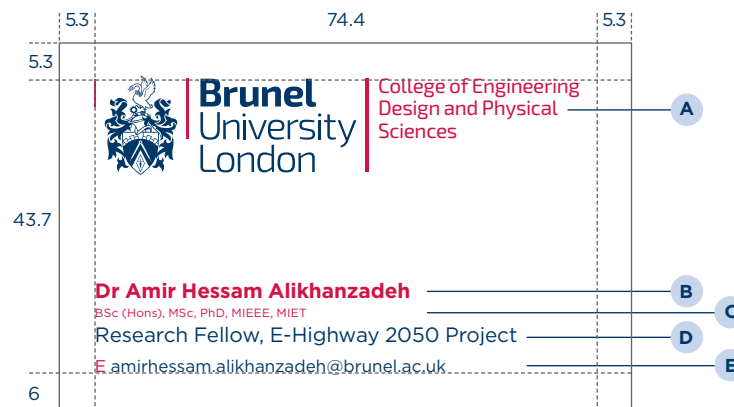 5.3 74.4 5.3
5.3
Brunel
University
London
College of Engineering
Design and Physical
Sciences
A
43.7
Dr Amir Hessam Alikhanzadeh
B
BSc (Hons), MSc, PhD, MIEEE, MIET
C
Research Fellow, E-Highway 2050 Project
D
E amirhessam.alikhanzadeh@brunel.ac.uk
E
6